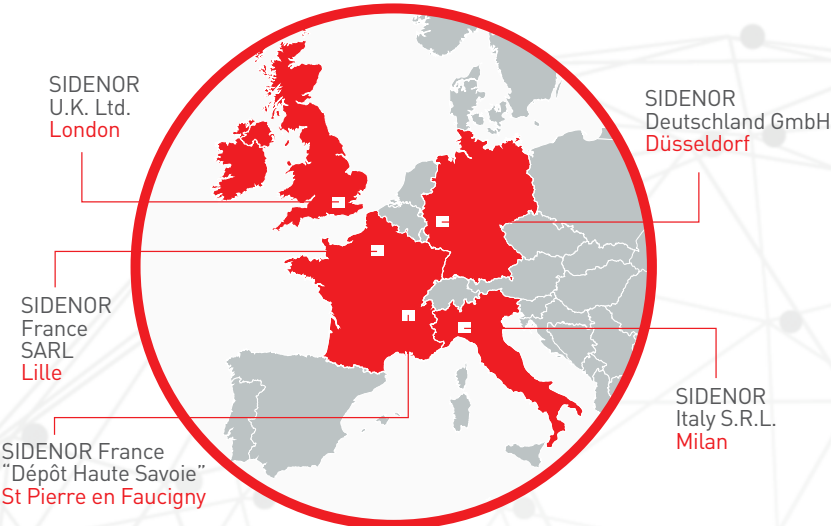 SIDENOR
U.K. Ltd.
London
SIDENOR
Deutschland GmbH
Düsseldorf
SIDENOR
France
SARL
Lille
SIDENOR
Italy S.R.L.
Milan
SIDENOR France
“Dépôt Haute Savoie”
St Pierre en Faucigny